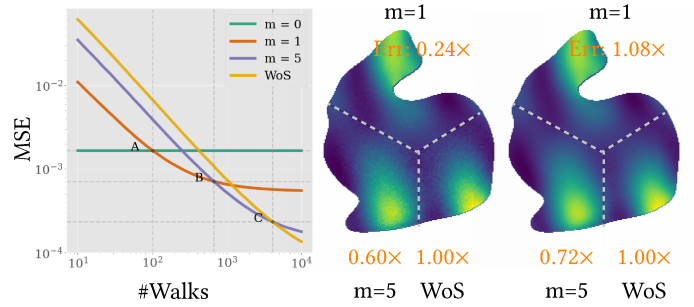 m = 0
m = 1
m = 5
WoS
MSE
10⁻²
10⁻³
10⁻⁴
A
B
C
10¹
10²
10³
10⁴
#Walks
m=1
Err: 0.24×
0.60× 1.00×
m=5 WoS
m=1
Err: 1.08×
0.72× 1.00×
m=5 WoS